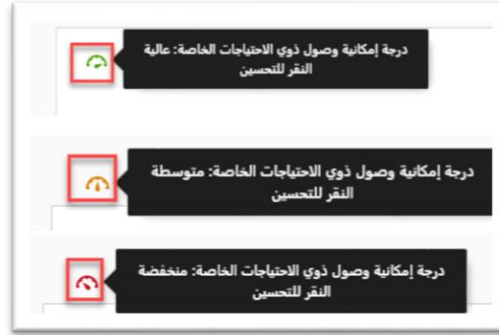 درجة إمكانية وصول ذوي الاحتياجات الخاصة: عالية
النقر للتحسين
درجة إمكانية وصول ذوي الاحتياجات الخاصة: متوسطة
النقر للتحسين
درجة إمكانية وصول ذوي الاحتياجات الخاصة: منخفضة
النقر للتحسين